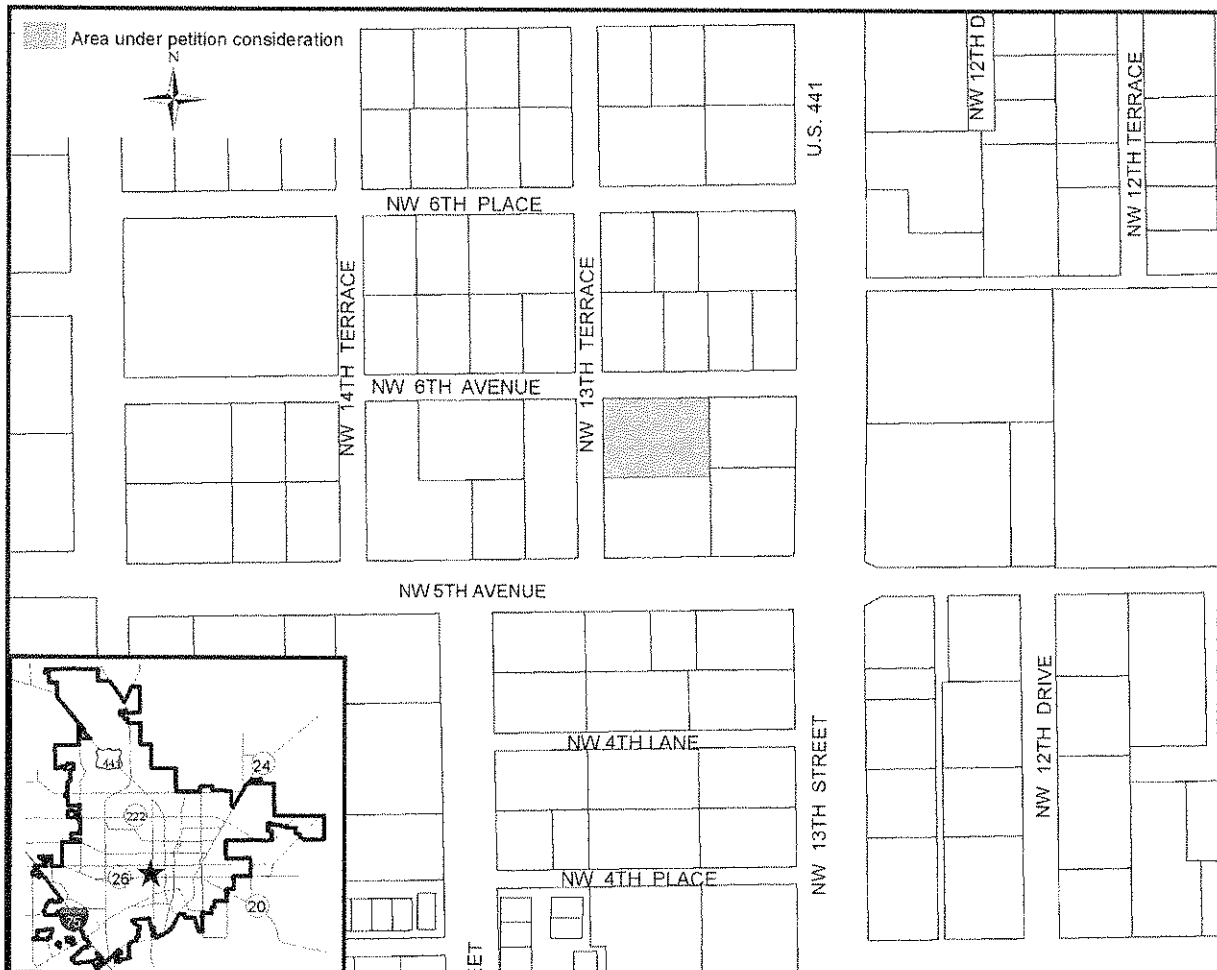 Area under petition consideration
N
U.S. 441
NW 12TH D
NW 12TH TERRACE
NW 6TH PLACE
NW 14TH TERRACE
NW 13TH TERRACE
NW 6TH AVENUE
NW 5TH AVENUE
NW 4TH LANE
NW 13TH STREET
NW 12TH DRIVE
NW 4TH PLACE
EET
441
24
222
26
20